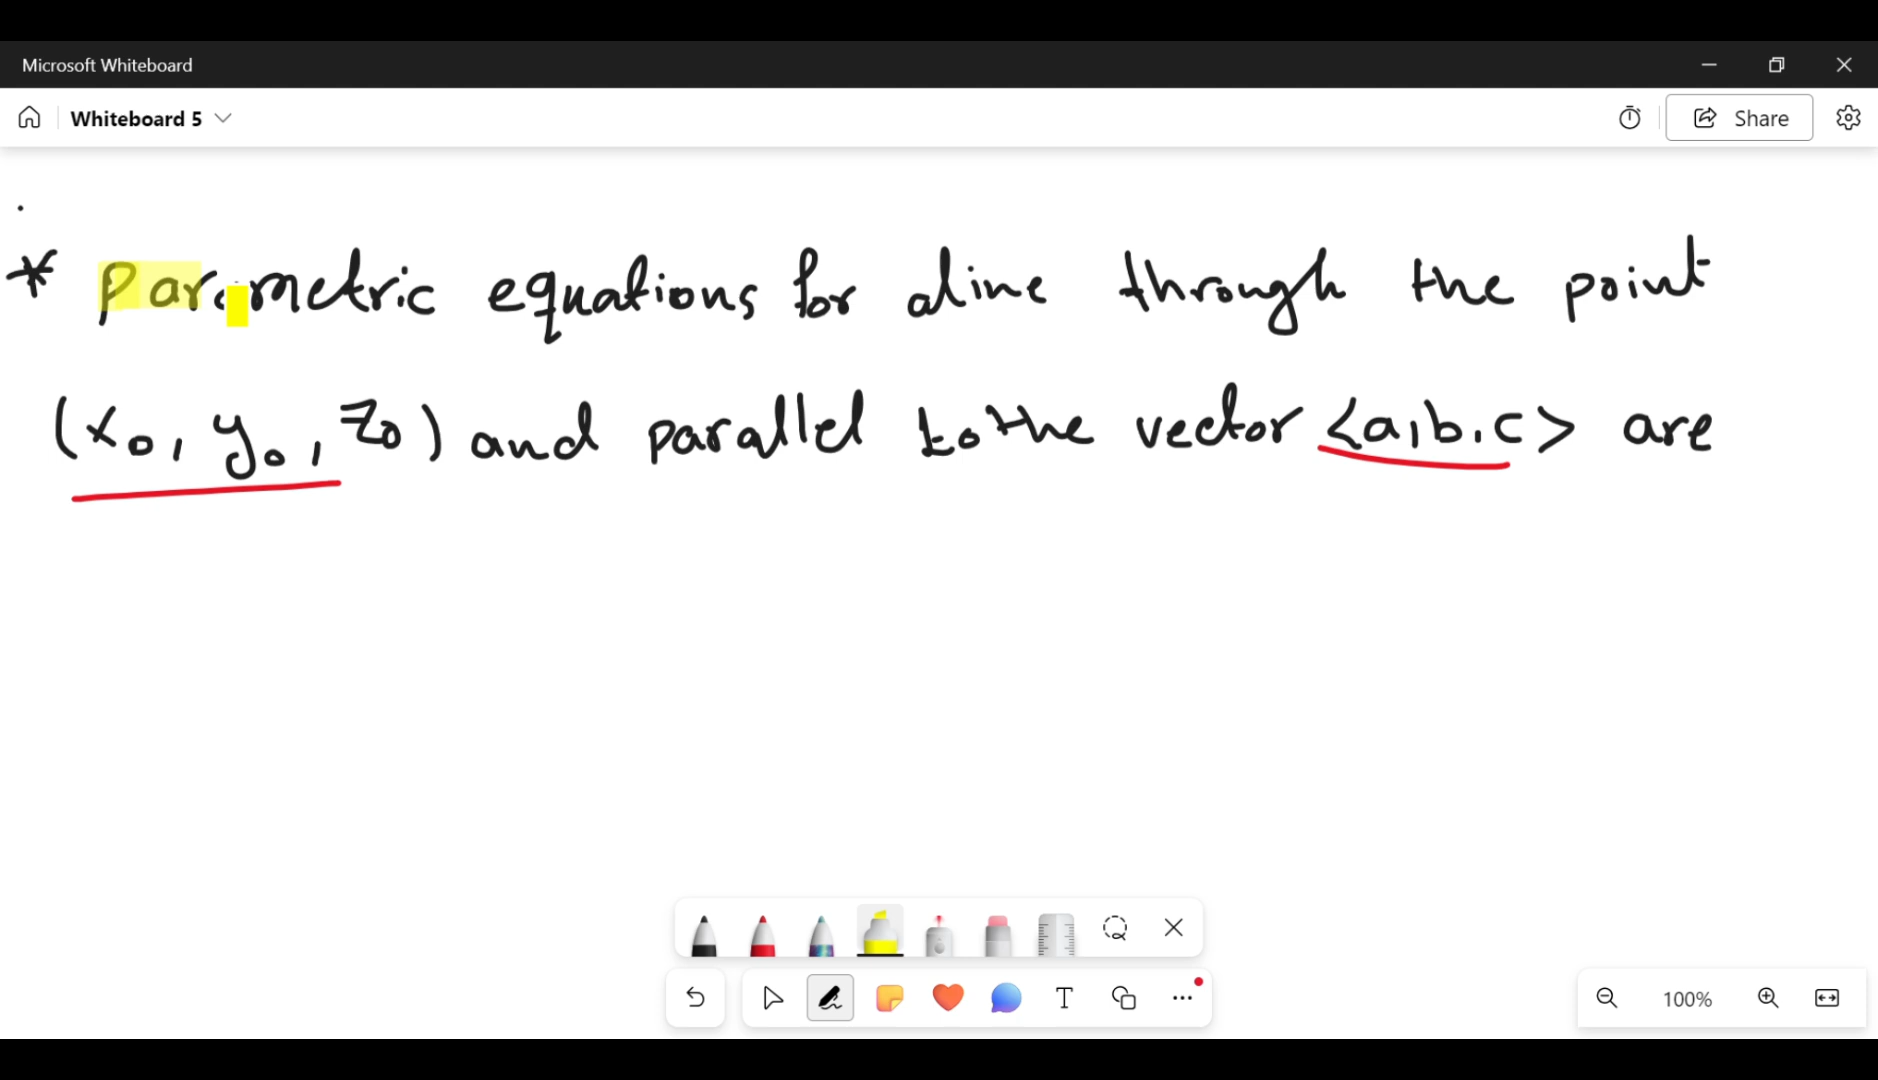 Microsoft Whiteboard
Whiteboard 5
Share
* Parametric equations for a line through the point
(x₀, y₀, z₀) and parallel to the vector <a,b,c> are
T
100%